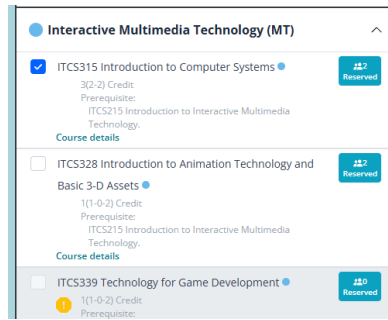 Interactive Multimedia Technology (MT)
ITCS315 Introduction to Computer Systems
2
Reserved
3(2-2) Credit
Prerequisite:
ITCS215 Introduction to Interactive Multimedia
Technology.
Course details
ITCS328 Introduction to Animation Technology and
Basic 3-D Assets
2
Reserved
1(1-0-2) Credit
Prerequisite:
ITCS215 Introduction to Interactive Multimedia
Technology.
Course details
ITCS339 Technology for Game Development
0
Reserved
1(1-0-2) Credit
Prerequisite: